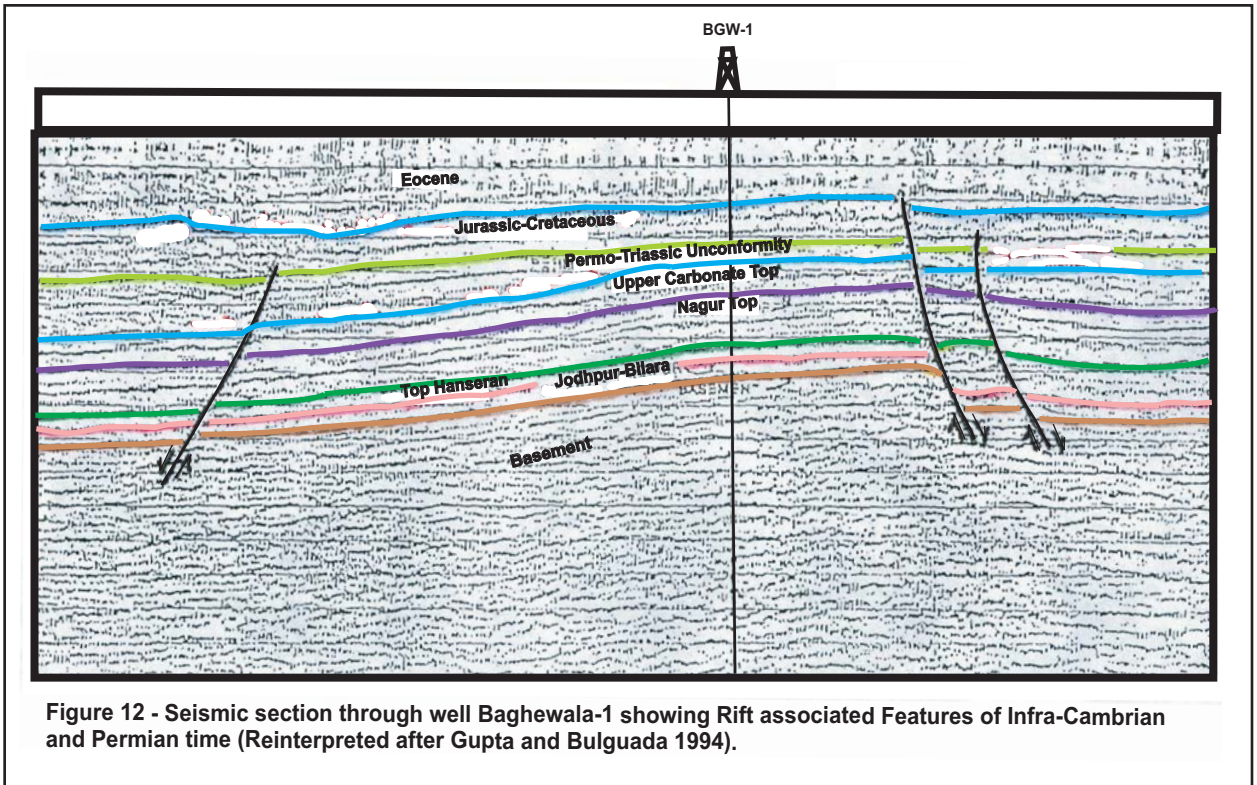 BGW-1
Eocene
Jurassic-Cretaceous
Permo-Triassic Unconformity
Upper Carbonate Top
Nagur Top
Top Hanseran
Jodhpur-Bilara
Basement
Figure 12 - Seismic section through well Baghewala-1 showing Rift associated Features of Infra-Cambrian
and Permian time (Reinterpreted after Gupta and Bulguada 1994).